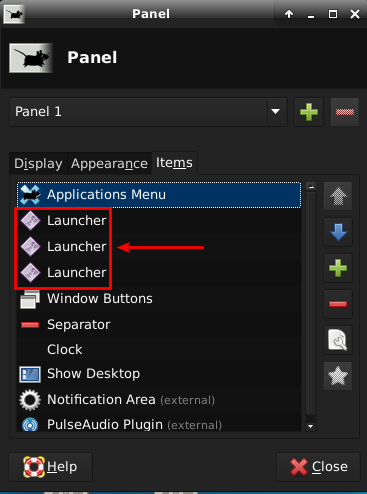 Panel
Panel
Panel 1
Display Appearance Items
Applications Menu
Launcher
Launcher
Launcher
Window Buttons
Separator
Clock
Show Desktop
Notification Area (external)
PulseAudio Plugin (external)
Help Close